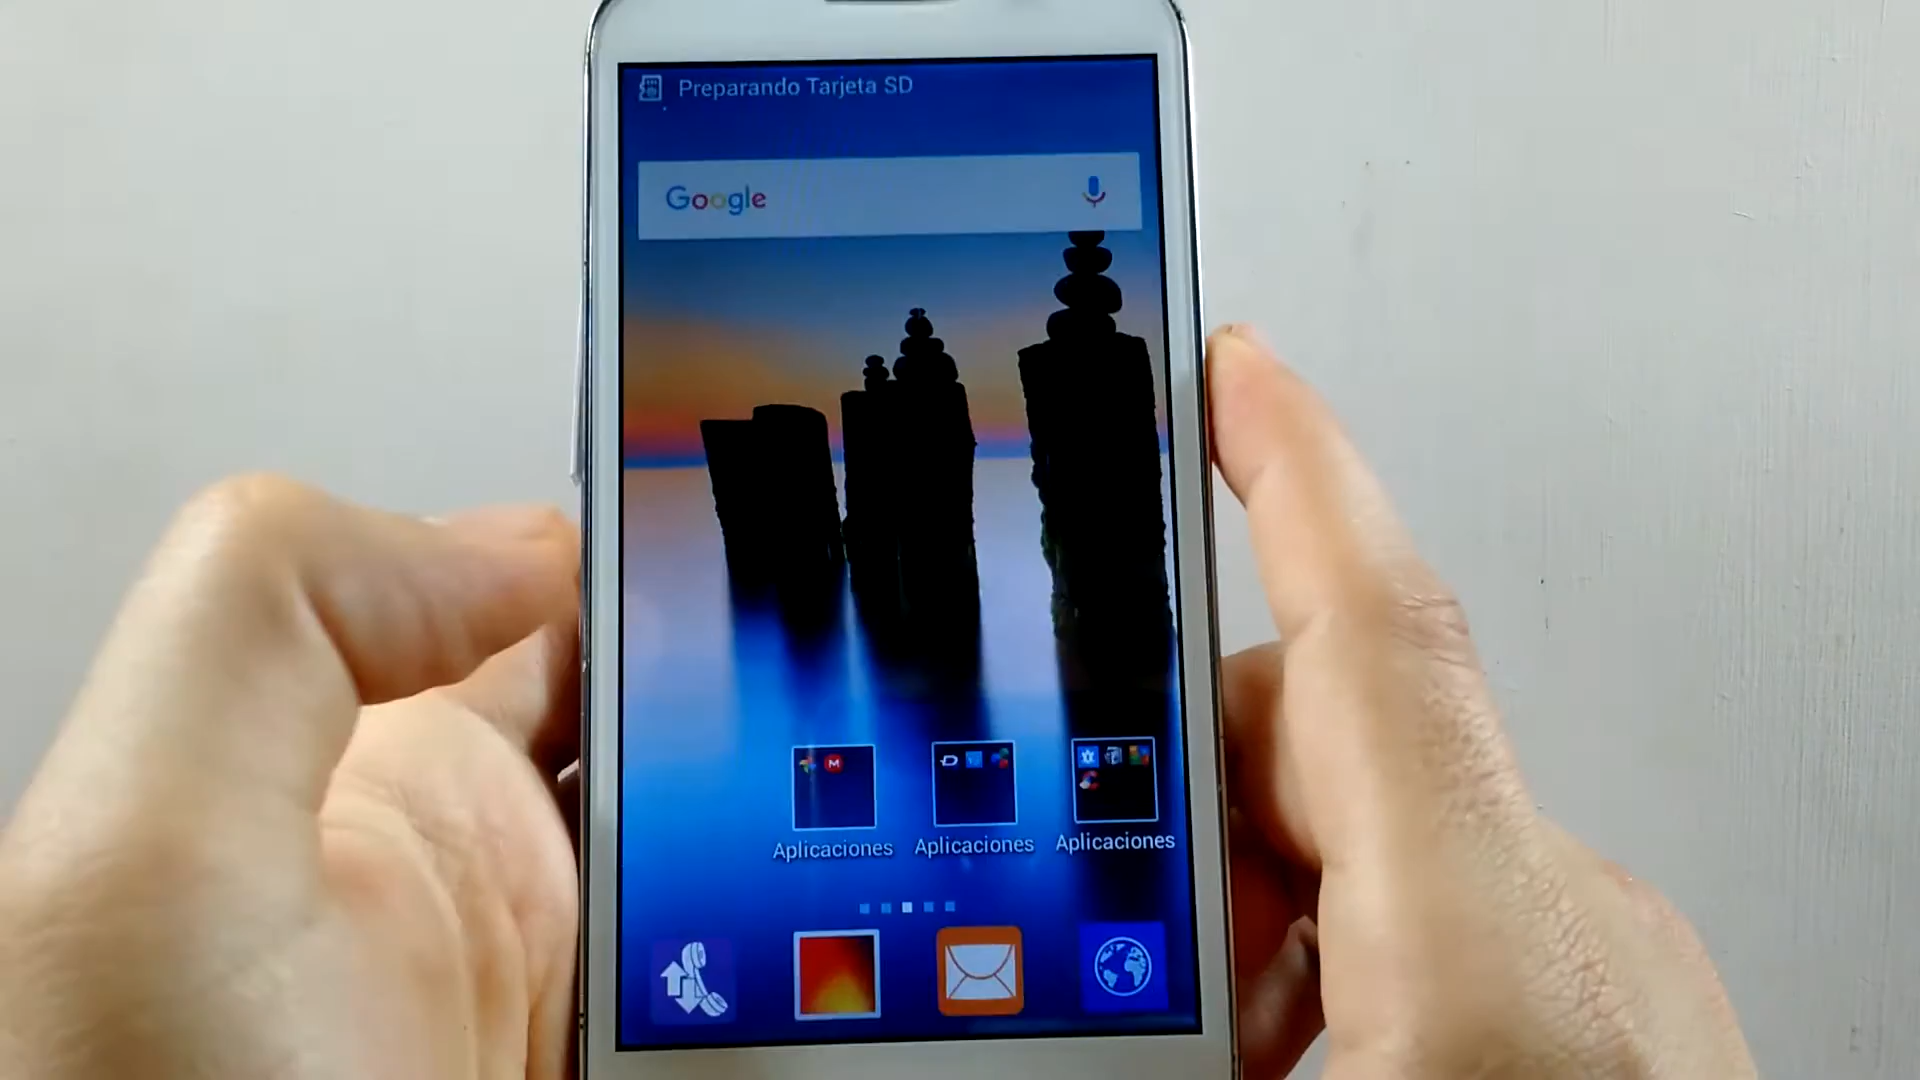 Preparando Tarjeta SD
Google
M
Aplicaciones
Aplicaciones
Aplicaciones